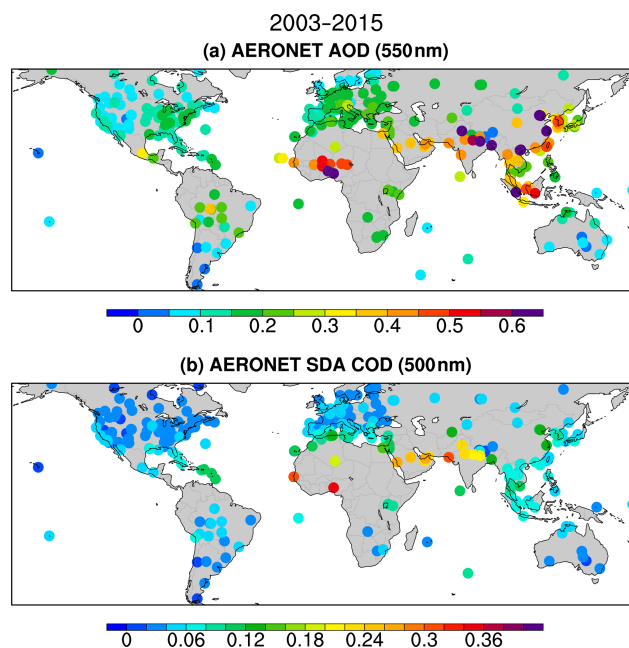 2003-2015
(a) AERONET AOD (550nm)
0 0.1 0.2 0.3 0.4 0.5 0.6
(b) AERONET SDA COD (500nm)
0 0.06 0.12 0.18 0.24 0.3 0.36